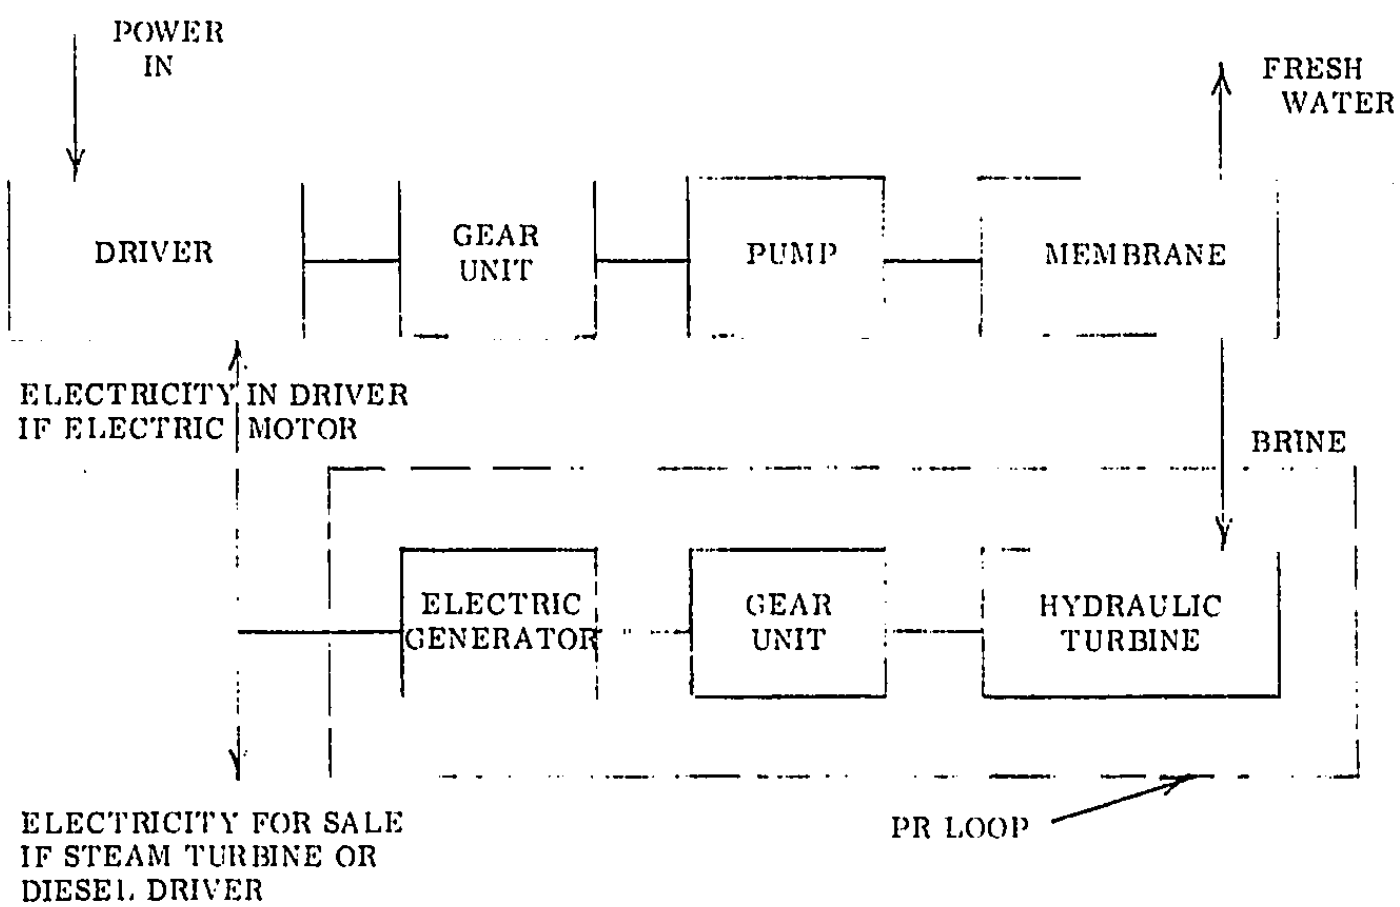 POWER
IN
FRESH
WATER
DRIVER
GEAR
UNIT
PUMP
MEMBRANE
ELECTRICITY IN DRIVER
IF ELECTRIC MOTOR
BRINE
ELECTRIC
GENERATOR
GEAR
UNIT
HYDRAULIC
TURBINE
PR LOOP
ELECTRICITY FOR SALE
IF STEAM TURBINE OR
DIESEL DRIVER